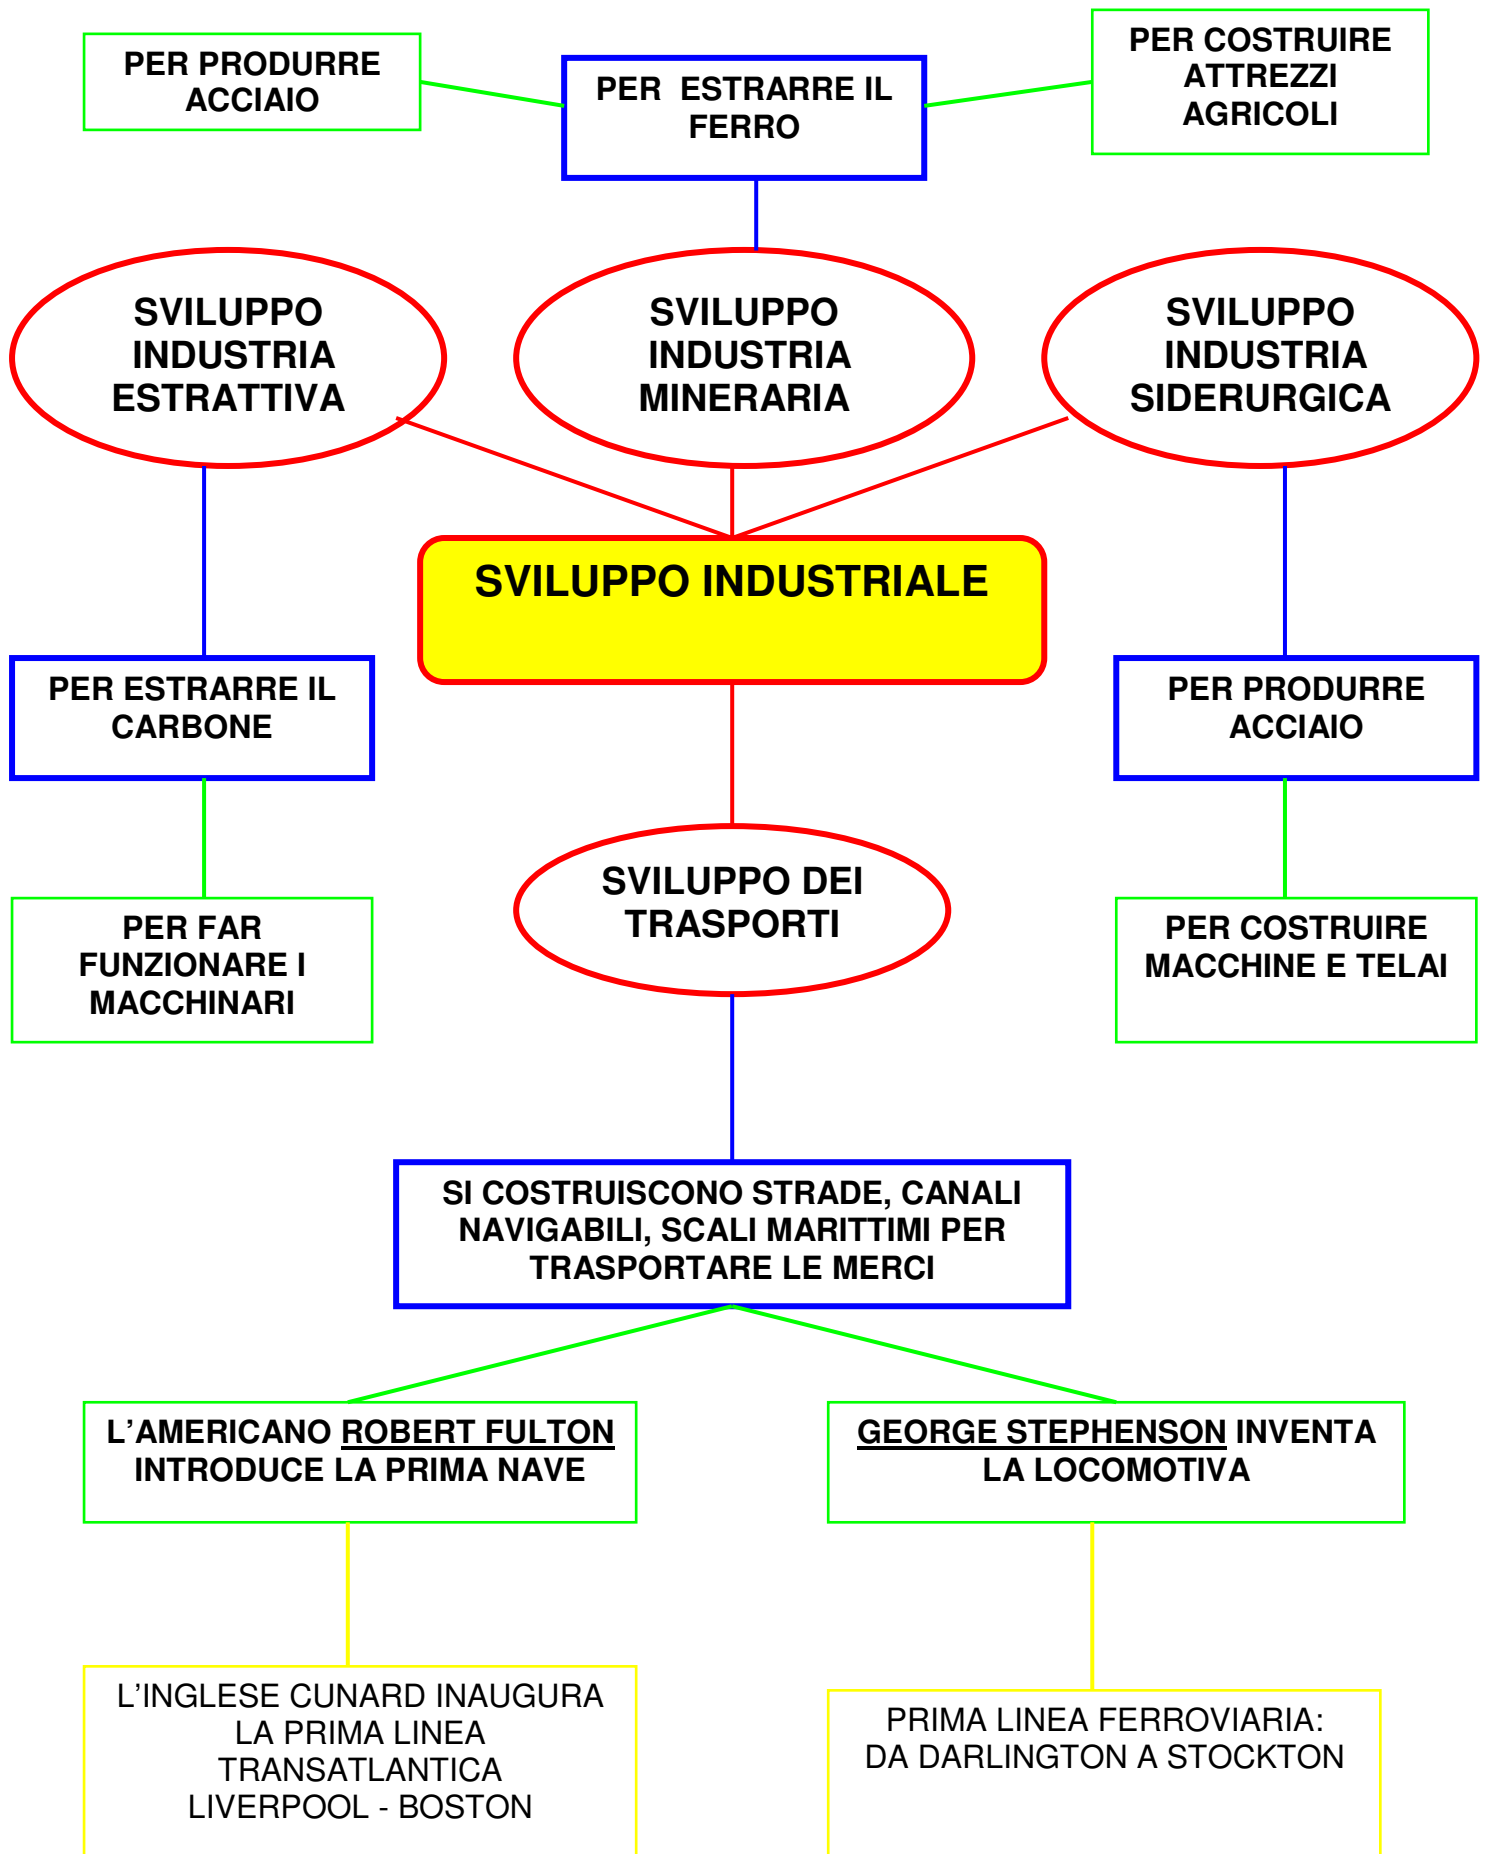 PER PRODURRE
ACCIAIO
PER ESTRARRE IL
FERRO
PER COSTRUIRE
ATTREZZI
AGRICOLI
SVILUPPO
INDUSTRIA
ESTRATTIVA
SVILUPPO
INDUSTRIA
MINERARIA
SVILUPPO
INDUSTRIA
SIDERURGICA
SVILUPPO INDUSTRIALE
PER ESTRARRE IL
CARBONE
PER PRODURRE
ACCIAIO
SVILUPPO DEI
TRASPORTI
PER FAR
FUNZIONARE I
MACCHINARI
PER COSTRUIRE
MACCHINE E TELAI
SI COSTRUISCONO STRADE, CANALI
NAVIGABILI, SCALI MARITTIMI PER
TRASPORTARE LE MERCI
L'AMERICANO ROBERT FULTON
INTRODUCE LA PRIMA NAVE
GEORGE STEPHENSON INVENTA
LA LOCOMOTIVA
L'INGLESE CUNARD INAUGURA
LA PRIMA LINEA
TRANSATLANTICA
LIVERPOOL - BOSTON
PRIMA LINEA FERROVIARIA:
DA DARLINGTON A STOCKTON